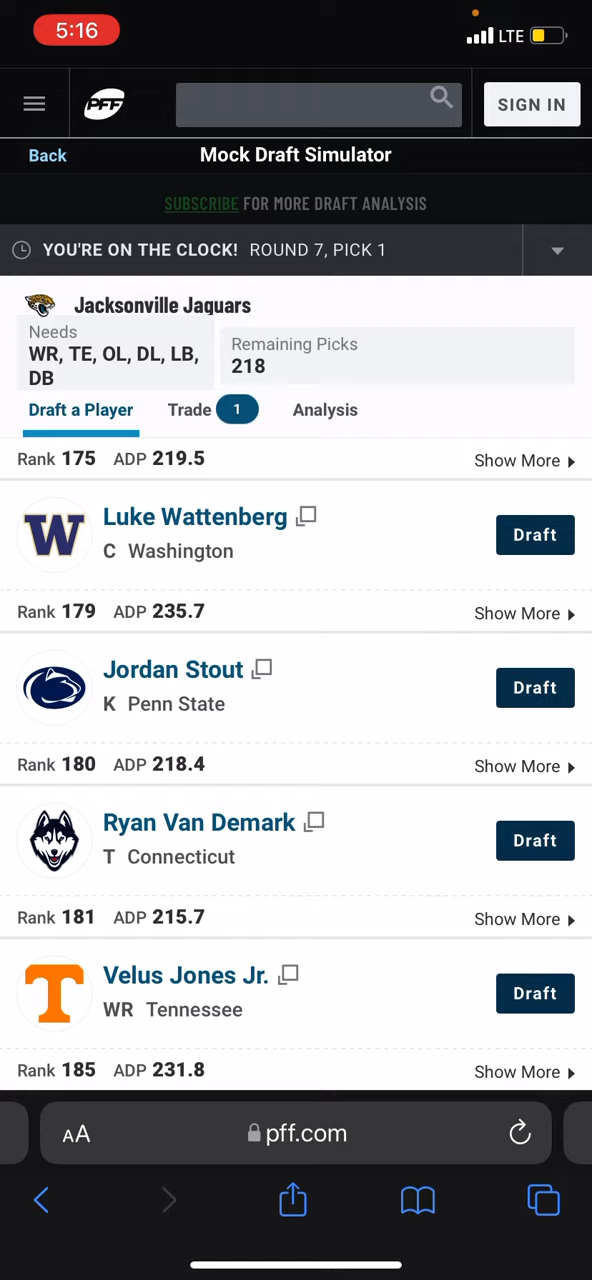 5:16
LTE
PFF
SIGN IN
Back
Mock Draft Simulator
SUBSCRIBE FOR MORE DRAFT ANALYSIS
YOU'RE ON THE CLOCK! ROUND 7, PICK 1
Jacksonville Jaguars
Needs
WR, TE, OL, DL, LB,
DB
Remaining Picks
218
Draft a Player
Trade 1
Analysis
Rank 175 ADP 219.5 Show More
Luke Wattenberg
C Washington
Draft
Rank 179 ADP 235.7 Show More
Jordan Stout
K Penn State
Draft
Rank 180 ADP 218.4 Show More
Ryan Van Demark
T Connecticut
Draft
Rank 181 ADP 215.7 Show More
Velus Jones Jr.
WR Tennessee
Draft
Rank 185 ADP 231.8 Show More
AA
pff.com